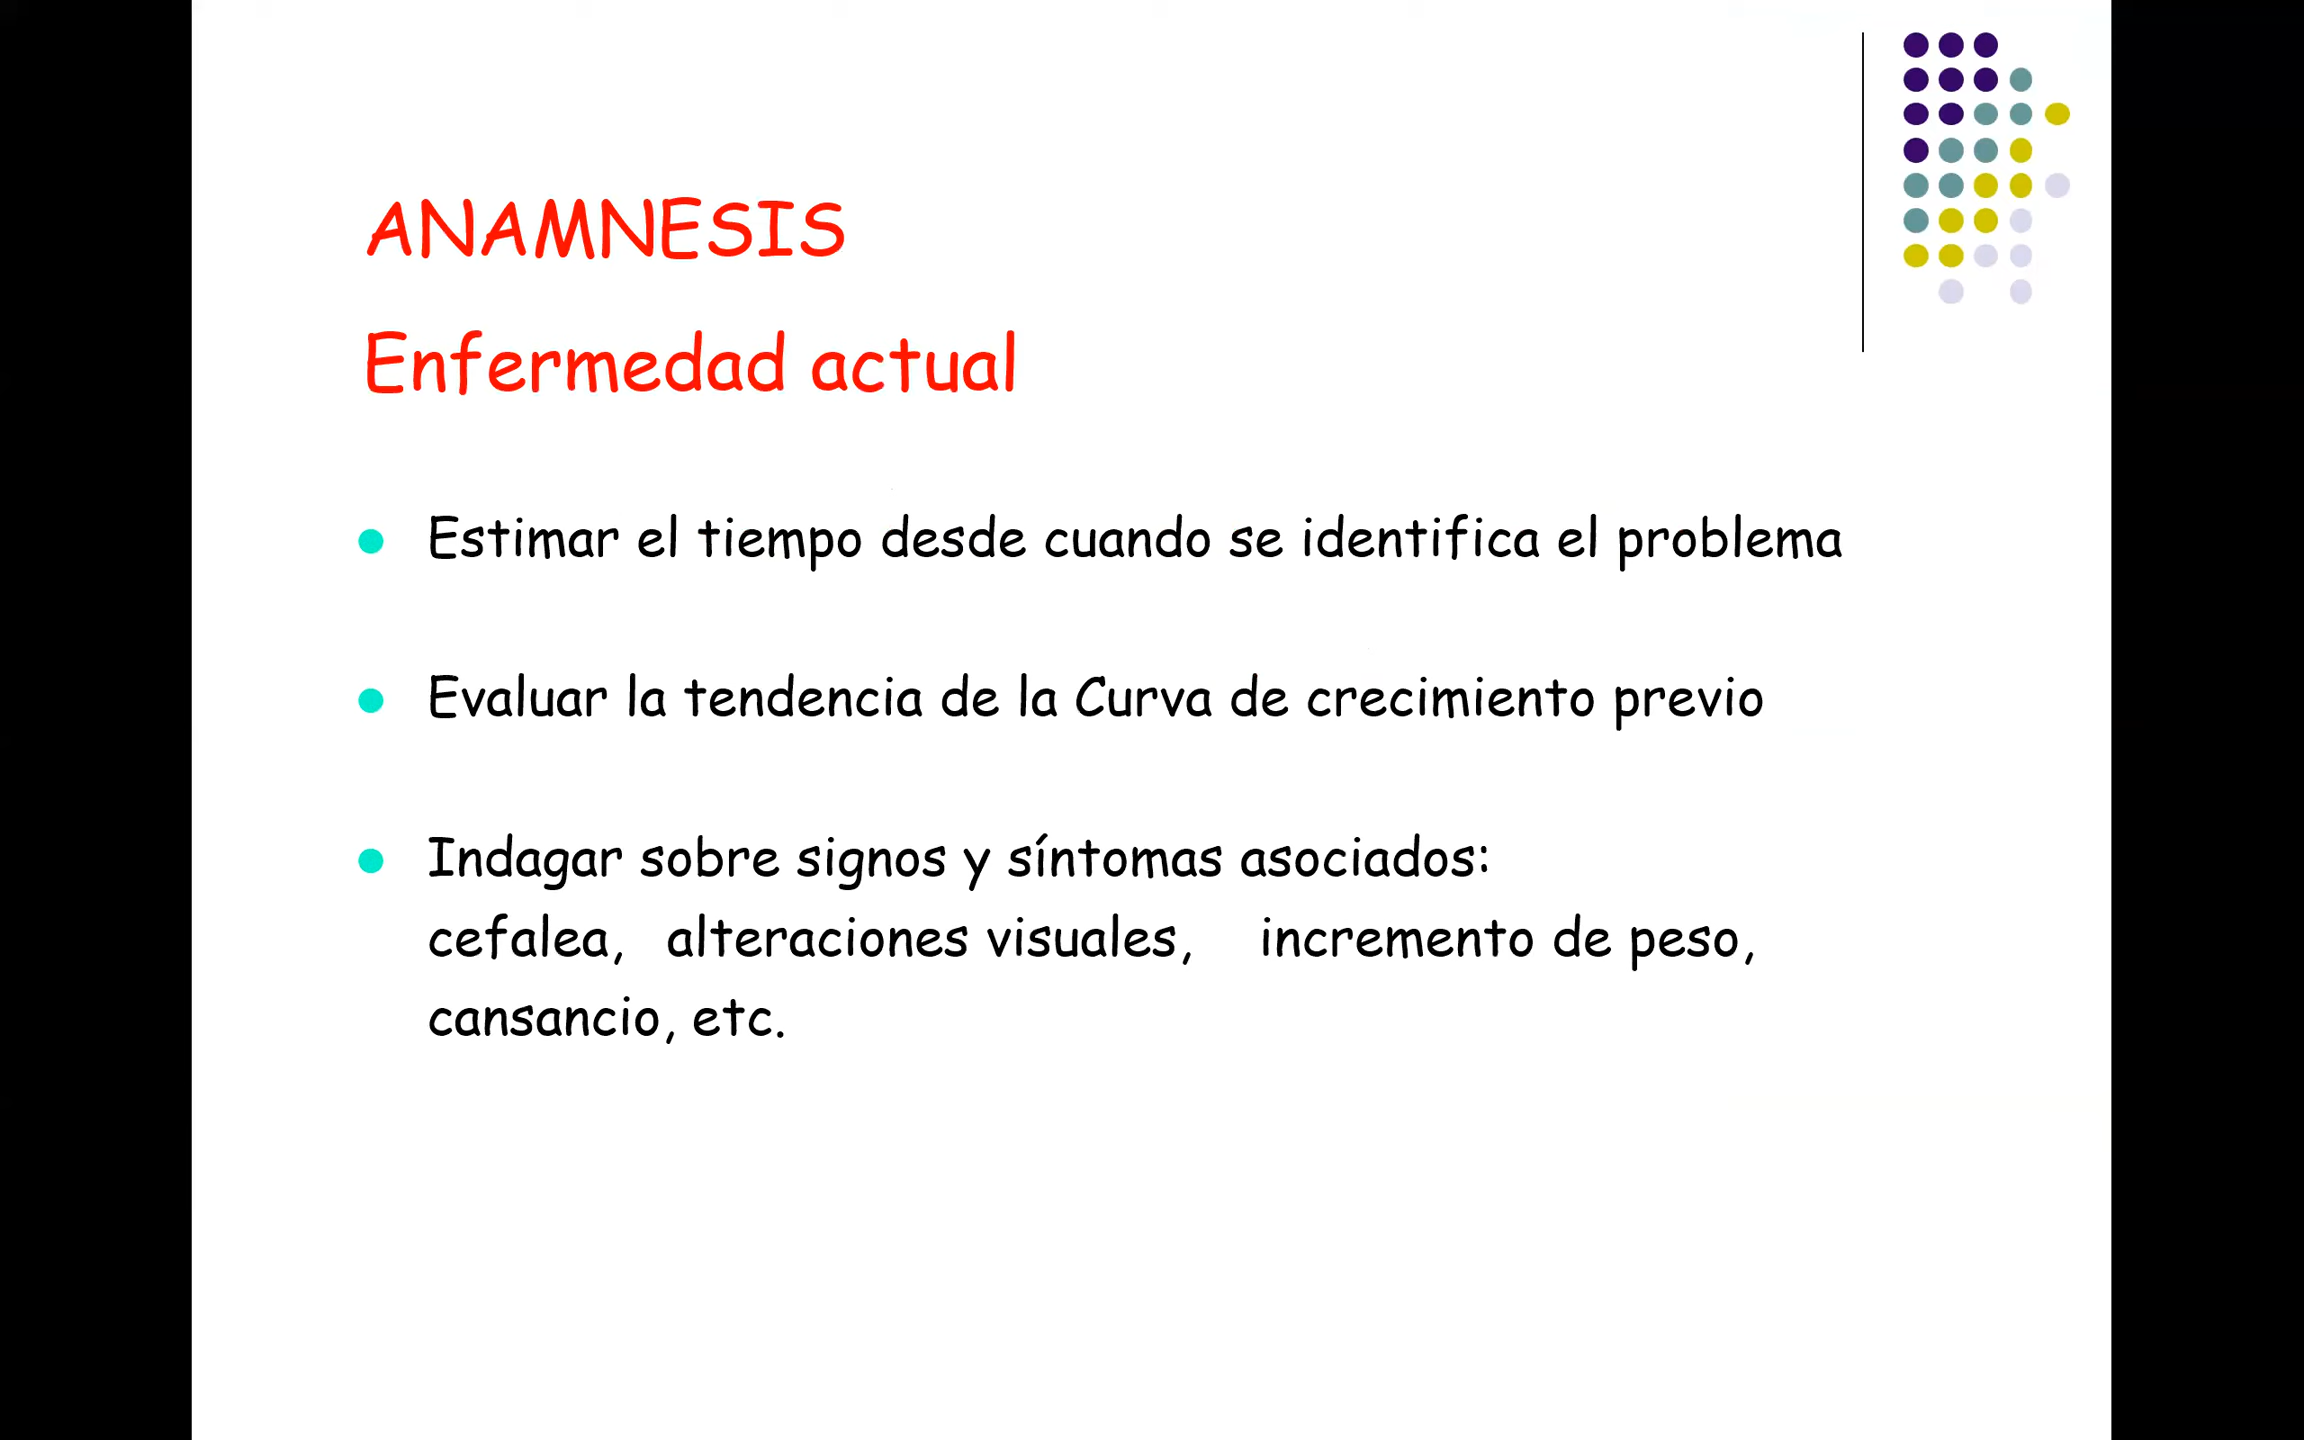 ANAMNESIS
Enfermedad actual
Estimar el tiempo desde cuando se identifica el problema
Evaluar la tendencia de la Curva de crecimiento previo
Indagar sobre signos y síntomas asociados:
cefalea, alteraciones visuales, incremento de peso,
cansancio, etc.